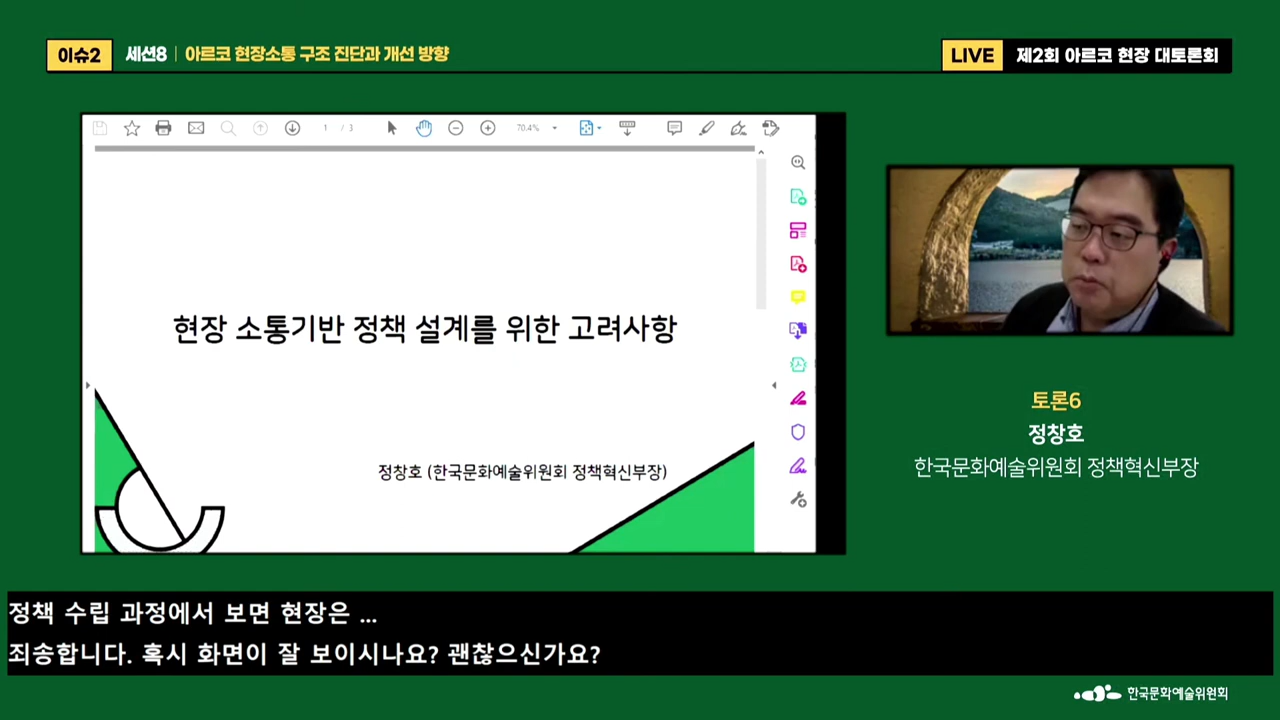 이슈2 세션8 | 아르코 현장소통 구조 진단과 개선 방향
LIVE 제2회 아르코 현장 대토론회
1 / 3 70.4%
현장 소통기반 정책 설계를 위한 고려사항
정창호 (한국문화예술위원회 정책혁신부장)
토론6
정창호
한국문화예술위원회 정책혁신부장
정책 수립 과정에서 보면 현장은 ...
죄송합니다. 혹시 화면이 잘 보이시나요? 괜찮으신가요?
한국문화예술위원회